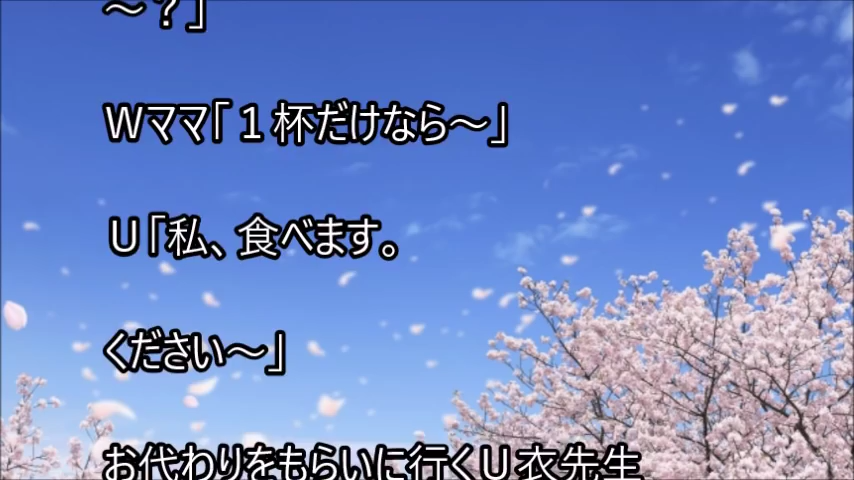 ～？」
Wママ「１杯だけなら～」
U「私、食べます。
ください～」
お代わりをもらいに行くU衣先生